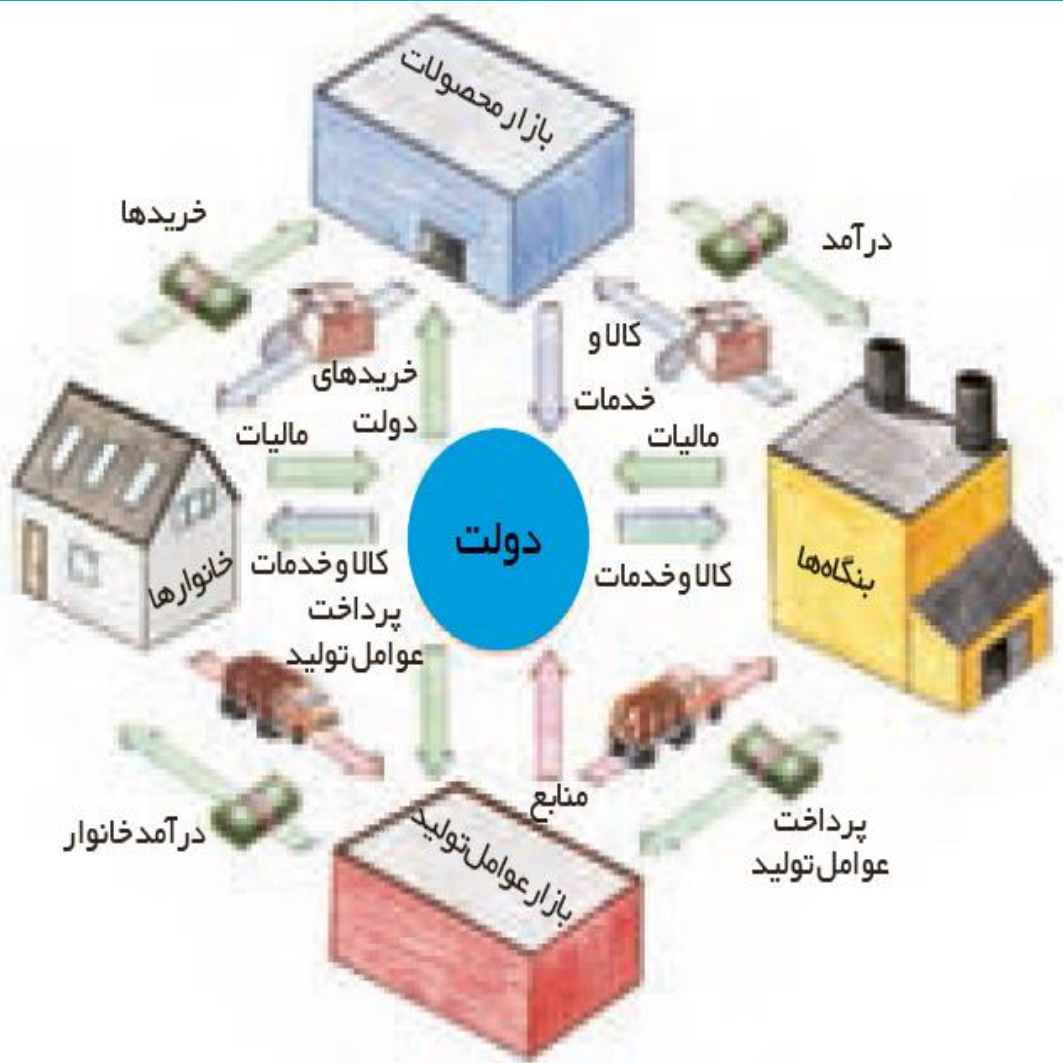 بازار محصولات
خریدها
درآمد
کالا و
خدمات
خریدهای
دولت
مالیات
مالیات
دولت
خانوارها
بنگاه‌ها
کالا و خدمات
کالا و خدمات
پرداخت
عوامل تولید
منابع
درآمد خانوار
پرداخت
عوامل تولید
بازار عوامل تولید